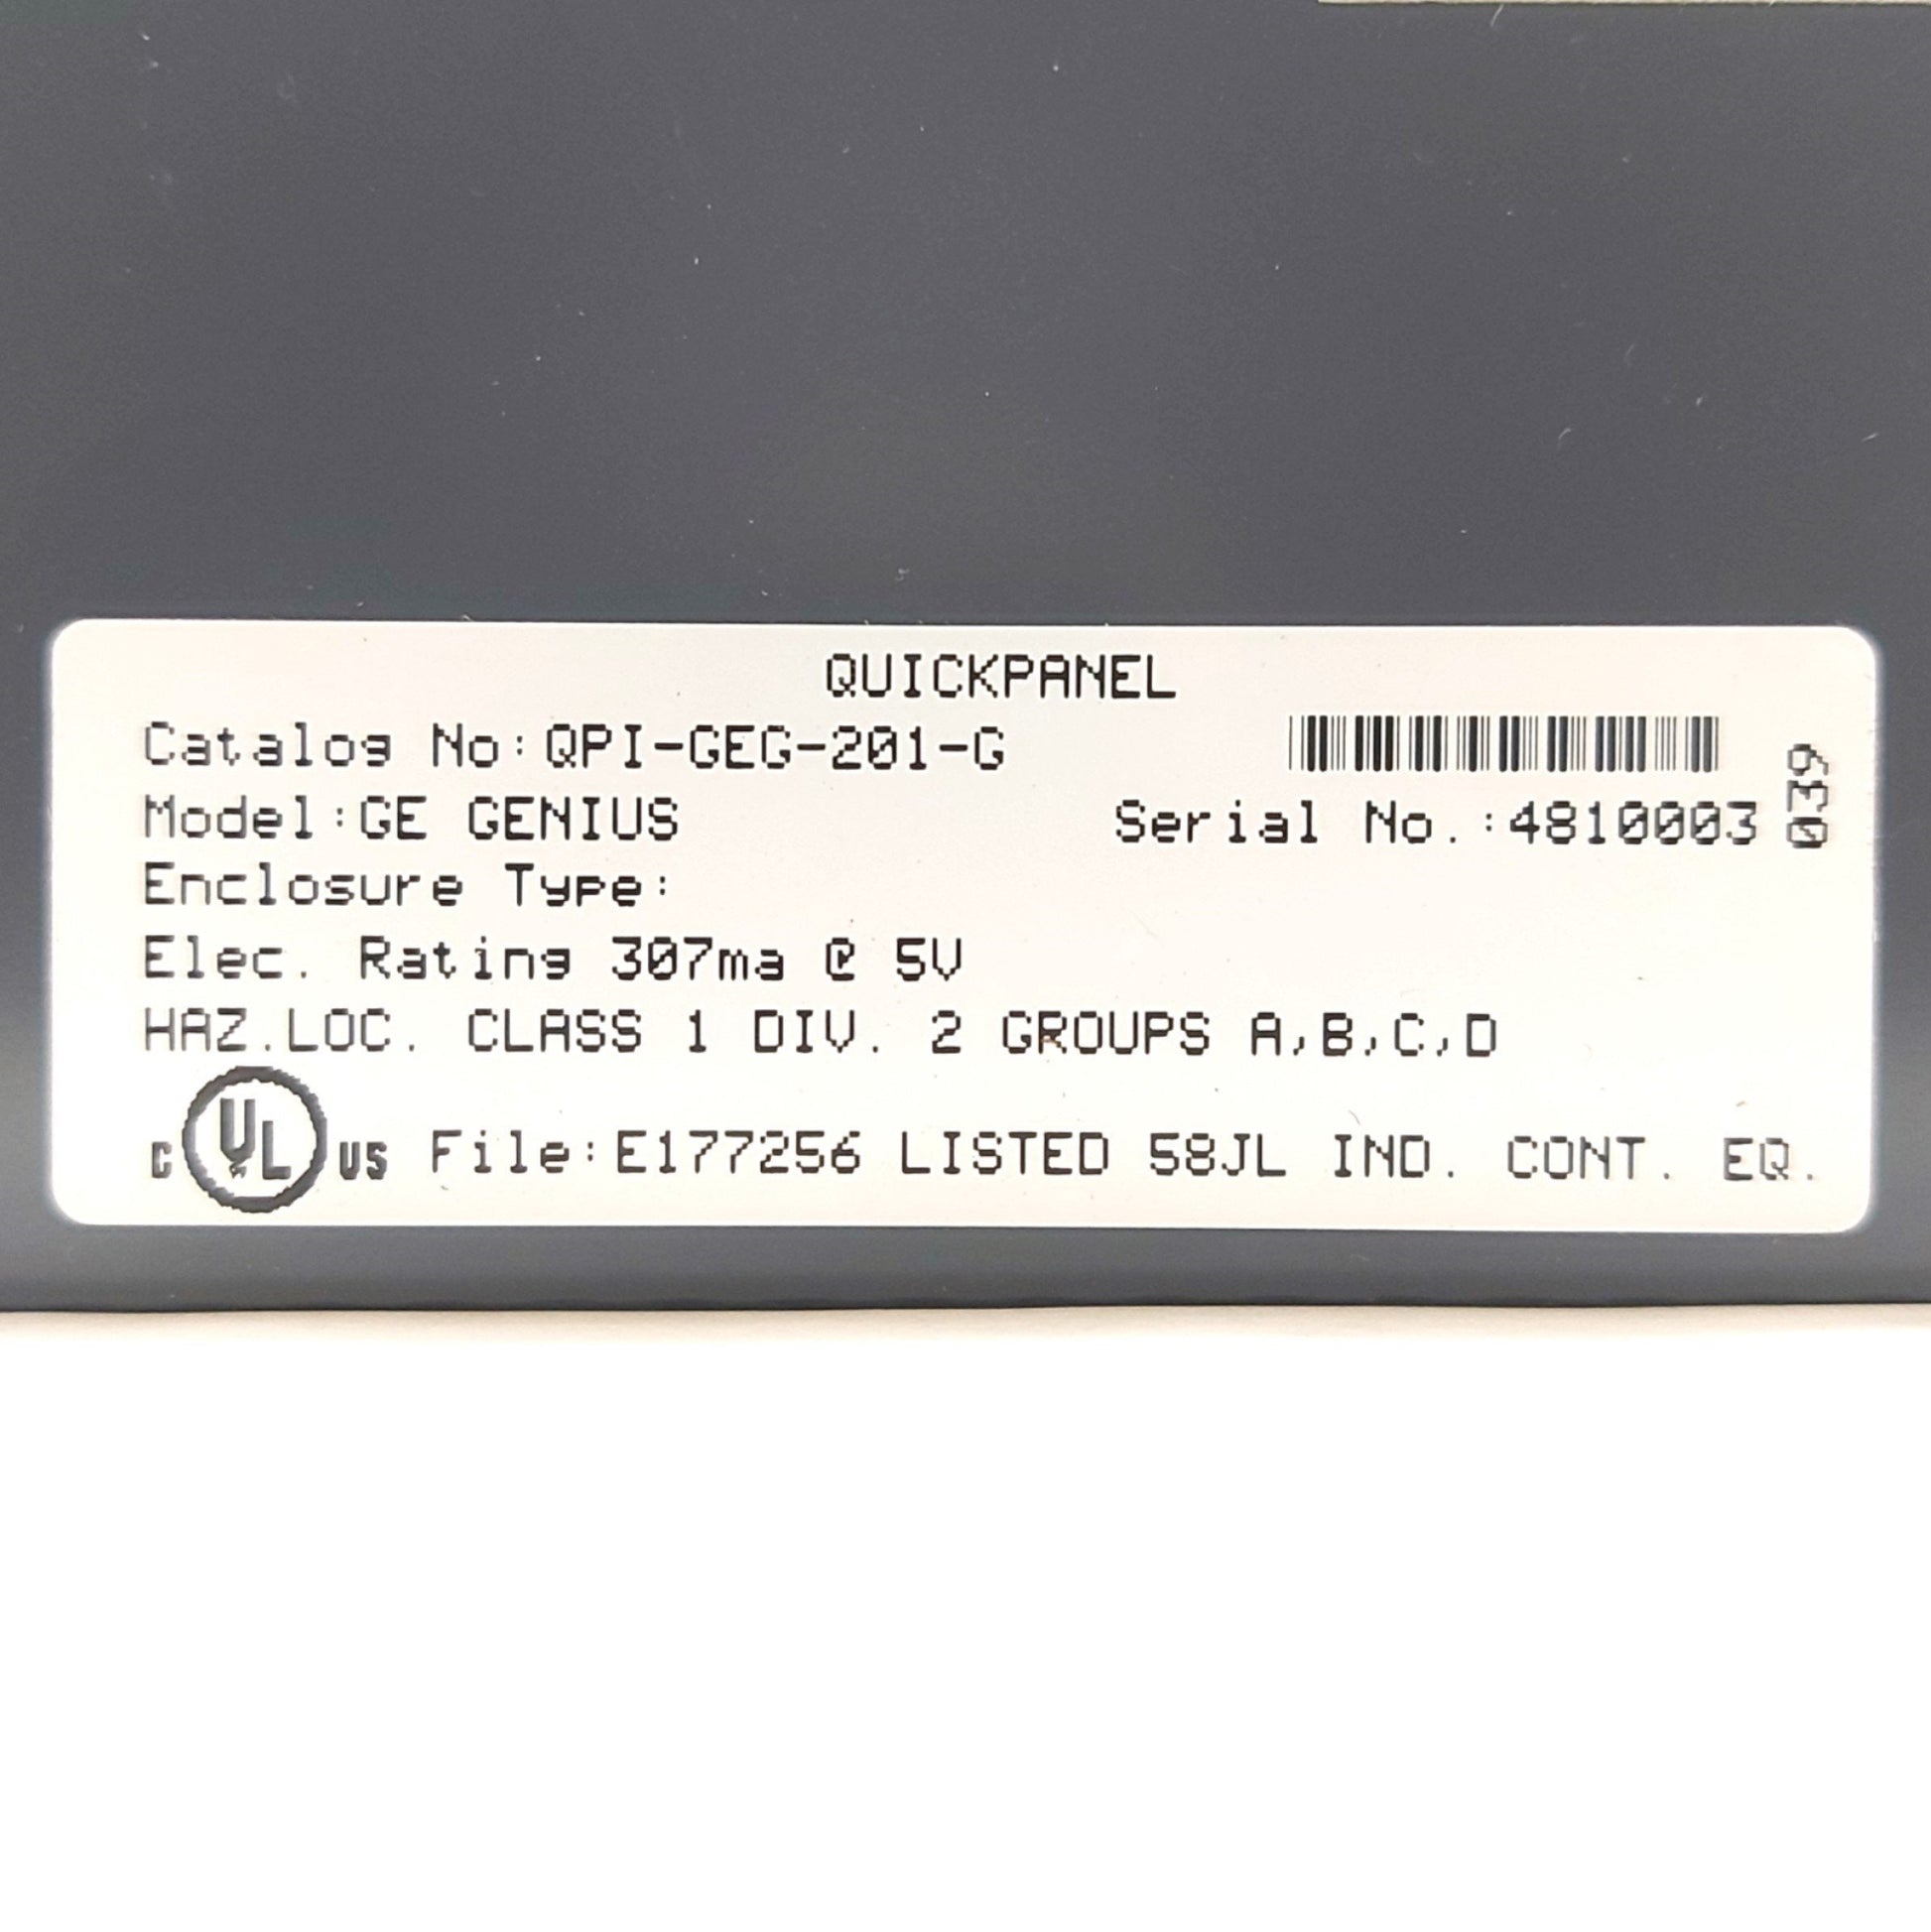 QUICKPANEL
Catalog No:QPI-GEG-201-G
Model:GE GENIUS
Serial No.:4810003
039
Enclosure Type:
Elec. Rating 307ma @ 5V
HAZ.LOC. CLASS 1 DIV. 2 GROUPS A,B,C,D
C UL US File:E177256 LISTED 58JL IND. CONT. EQ.